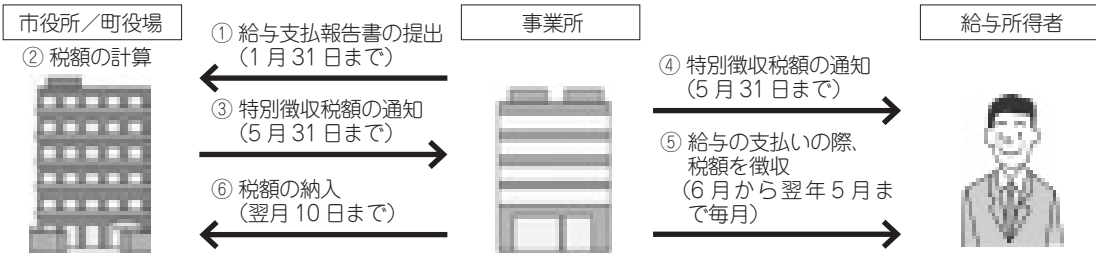 市役所／町役場
② 税額の計算
① 給与支払報告書の提出
（1月31日まで）
③ 特別徴収税額の通知
（5月31日まで）
⑥ 税額の納入
（翌月10日まで）
事業所
④ 特別徴収税額の通知
（5月31日まで）
⑤ 給与の支払いの際、
税額を徴収
（6月から翌年5月ま
で毎月）
給与所得者